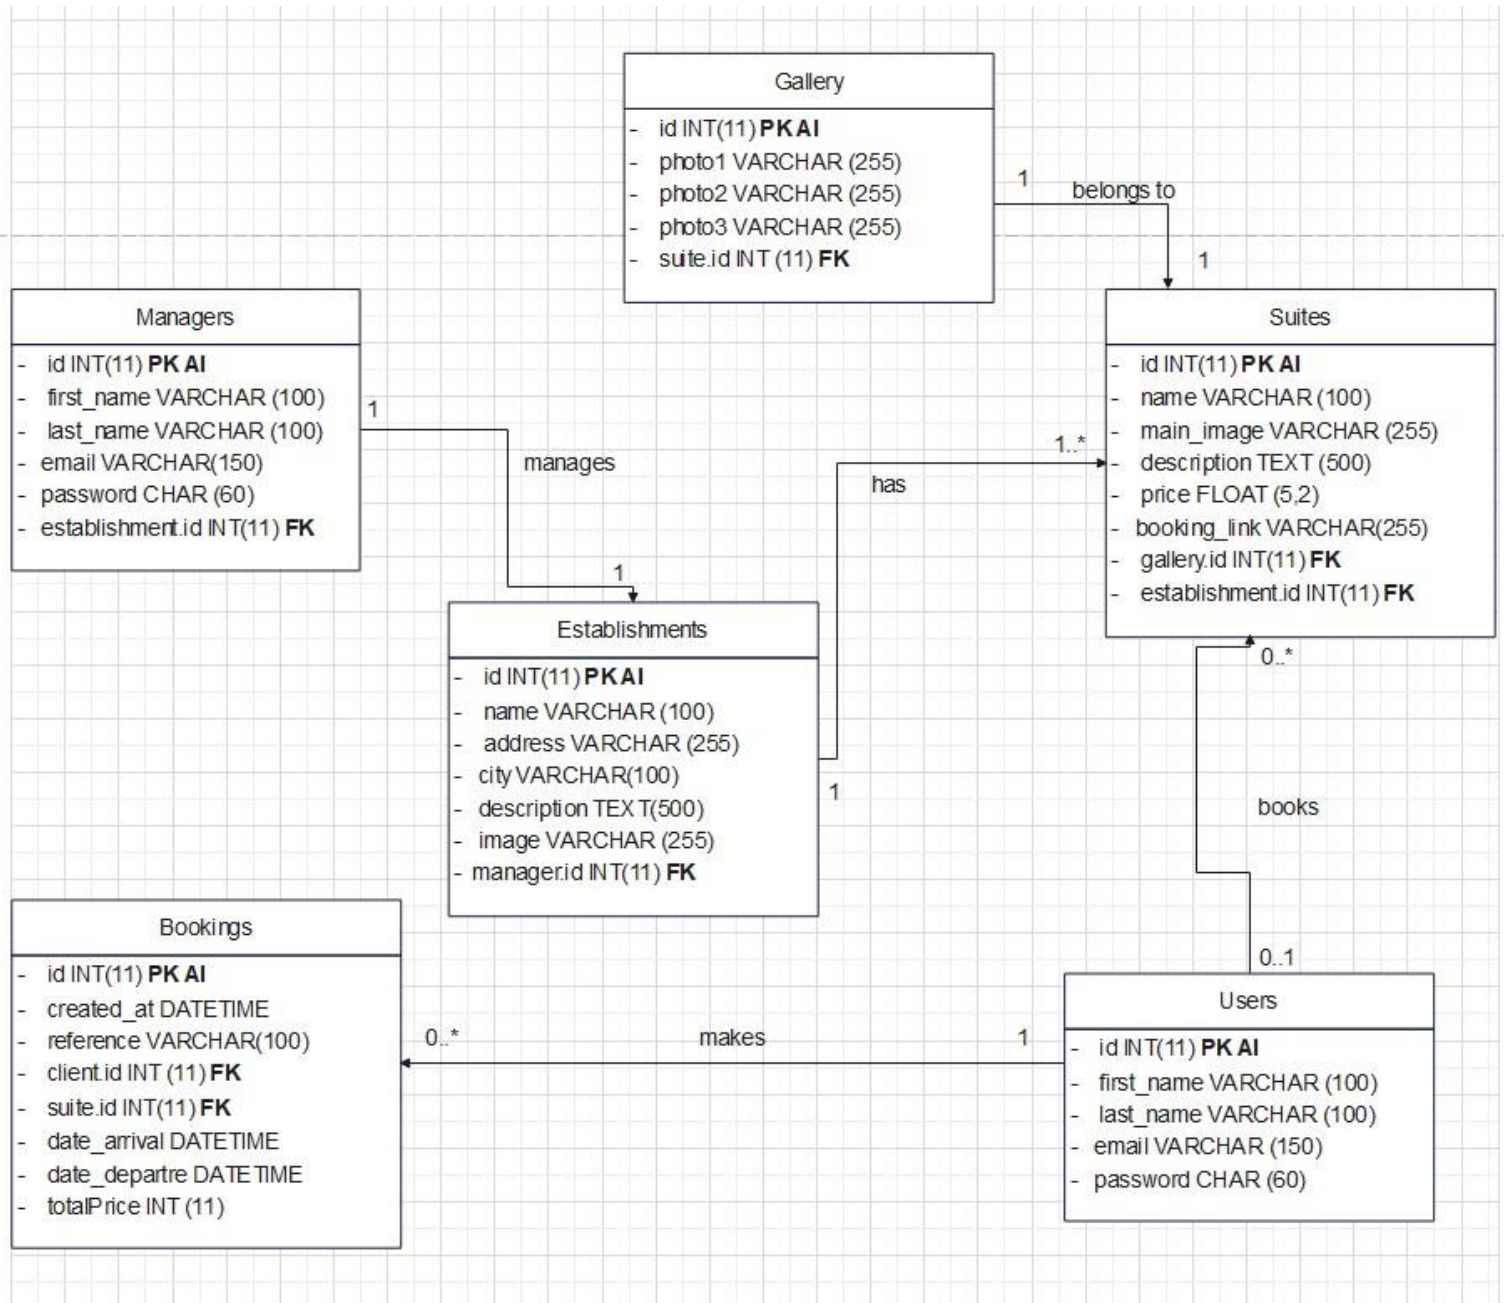 Gallery
- id INT(11) PK AI
- photo1 VARCHAR (255)
- photo2 VARCHAR (255)
- photo3 VARCHAR (255)
- suite.id INT (11) FK
1
belongs to
1
Managers
- id INT(11) PK AI
- first_name VARCHAR (100)
- last_name VARCHAR (100)
- email VARCHAR(150)
- password CHAR (60)
- establishment.id INT(11) FK
1
manages
1
Suites
- id INT(11) PK AI
- name VARCHAR (100)
- main_image VARCHAR (255)
- description TEXT (500)
- price FLOAT (5,2)
- booking_link VARCHAR(255)
- gallery.id INT(11) FK
- establishment.id INT(11) FK
1..*
has
1
Establishments
- id INT(11) PK AI
- name VARCHAR (100)
- address VARCHAR (255)
- city VARCHAR(100)
- description TEXT(500)
- image VARCHAR (255)
- manager.id INT(11) FK
0..*
books
0..1
Bookings
- id INT(11) PK AI
- created_at DATETIME
- reference VARCHAR(100)
- client.id INT (11) FK
- suite.id INT(11) FK
- date_arrival DATETIME
- date_departre DATETIME
- totalPrice INT (11)
0..*
makes
1
Users
- id INT(11) PK AI
- first_name VARCHAR (100)
- last_name VARCHAR (100)
- email VARCHAR (150)
- password CHAR (60)